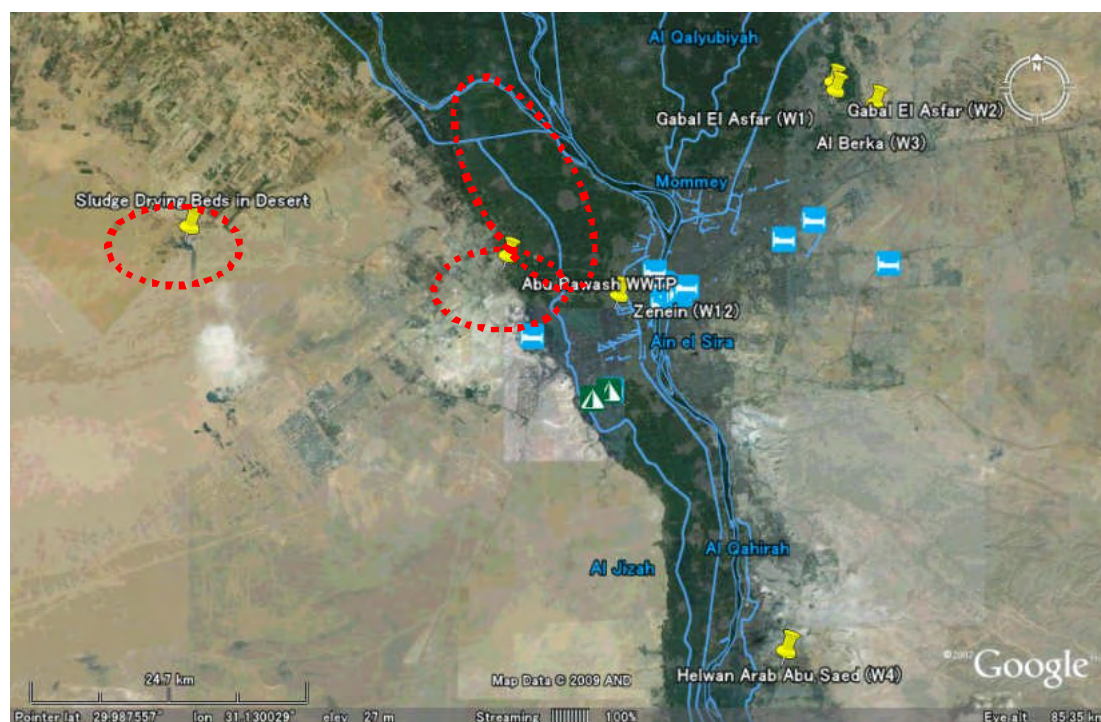 Al Qalyubiyah
N
Gabal El Asfar (W1)
Gabal El Asfar (W2)
Al Berka (W3)
Mommey
Sludge Drying Beds in Desert
Abu Rawash WWTP
Zenein (W12)
Ain el Sira
Al Qahirah
Al Jizah
Helwan Arab Abu Saed (W4)
24.7 km
Map Data © 2009 AND
©2007 Google
Pointer lat 29.987557° lon 31.130029° elev 27 m Streaming 100% Eye alt 85.35 km